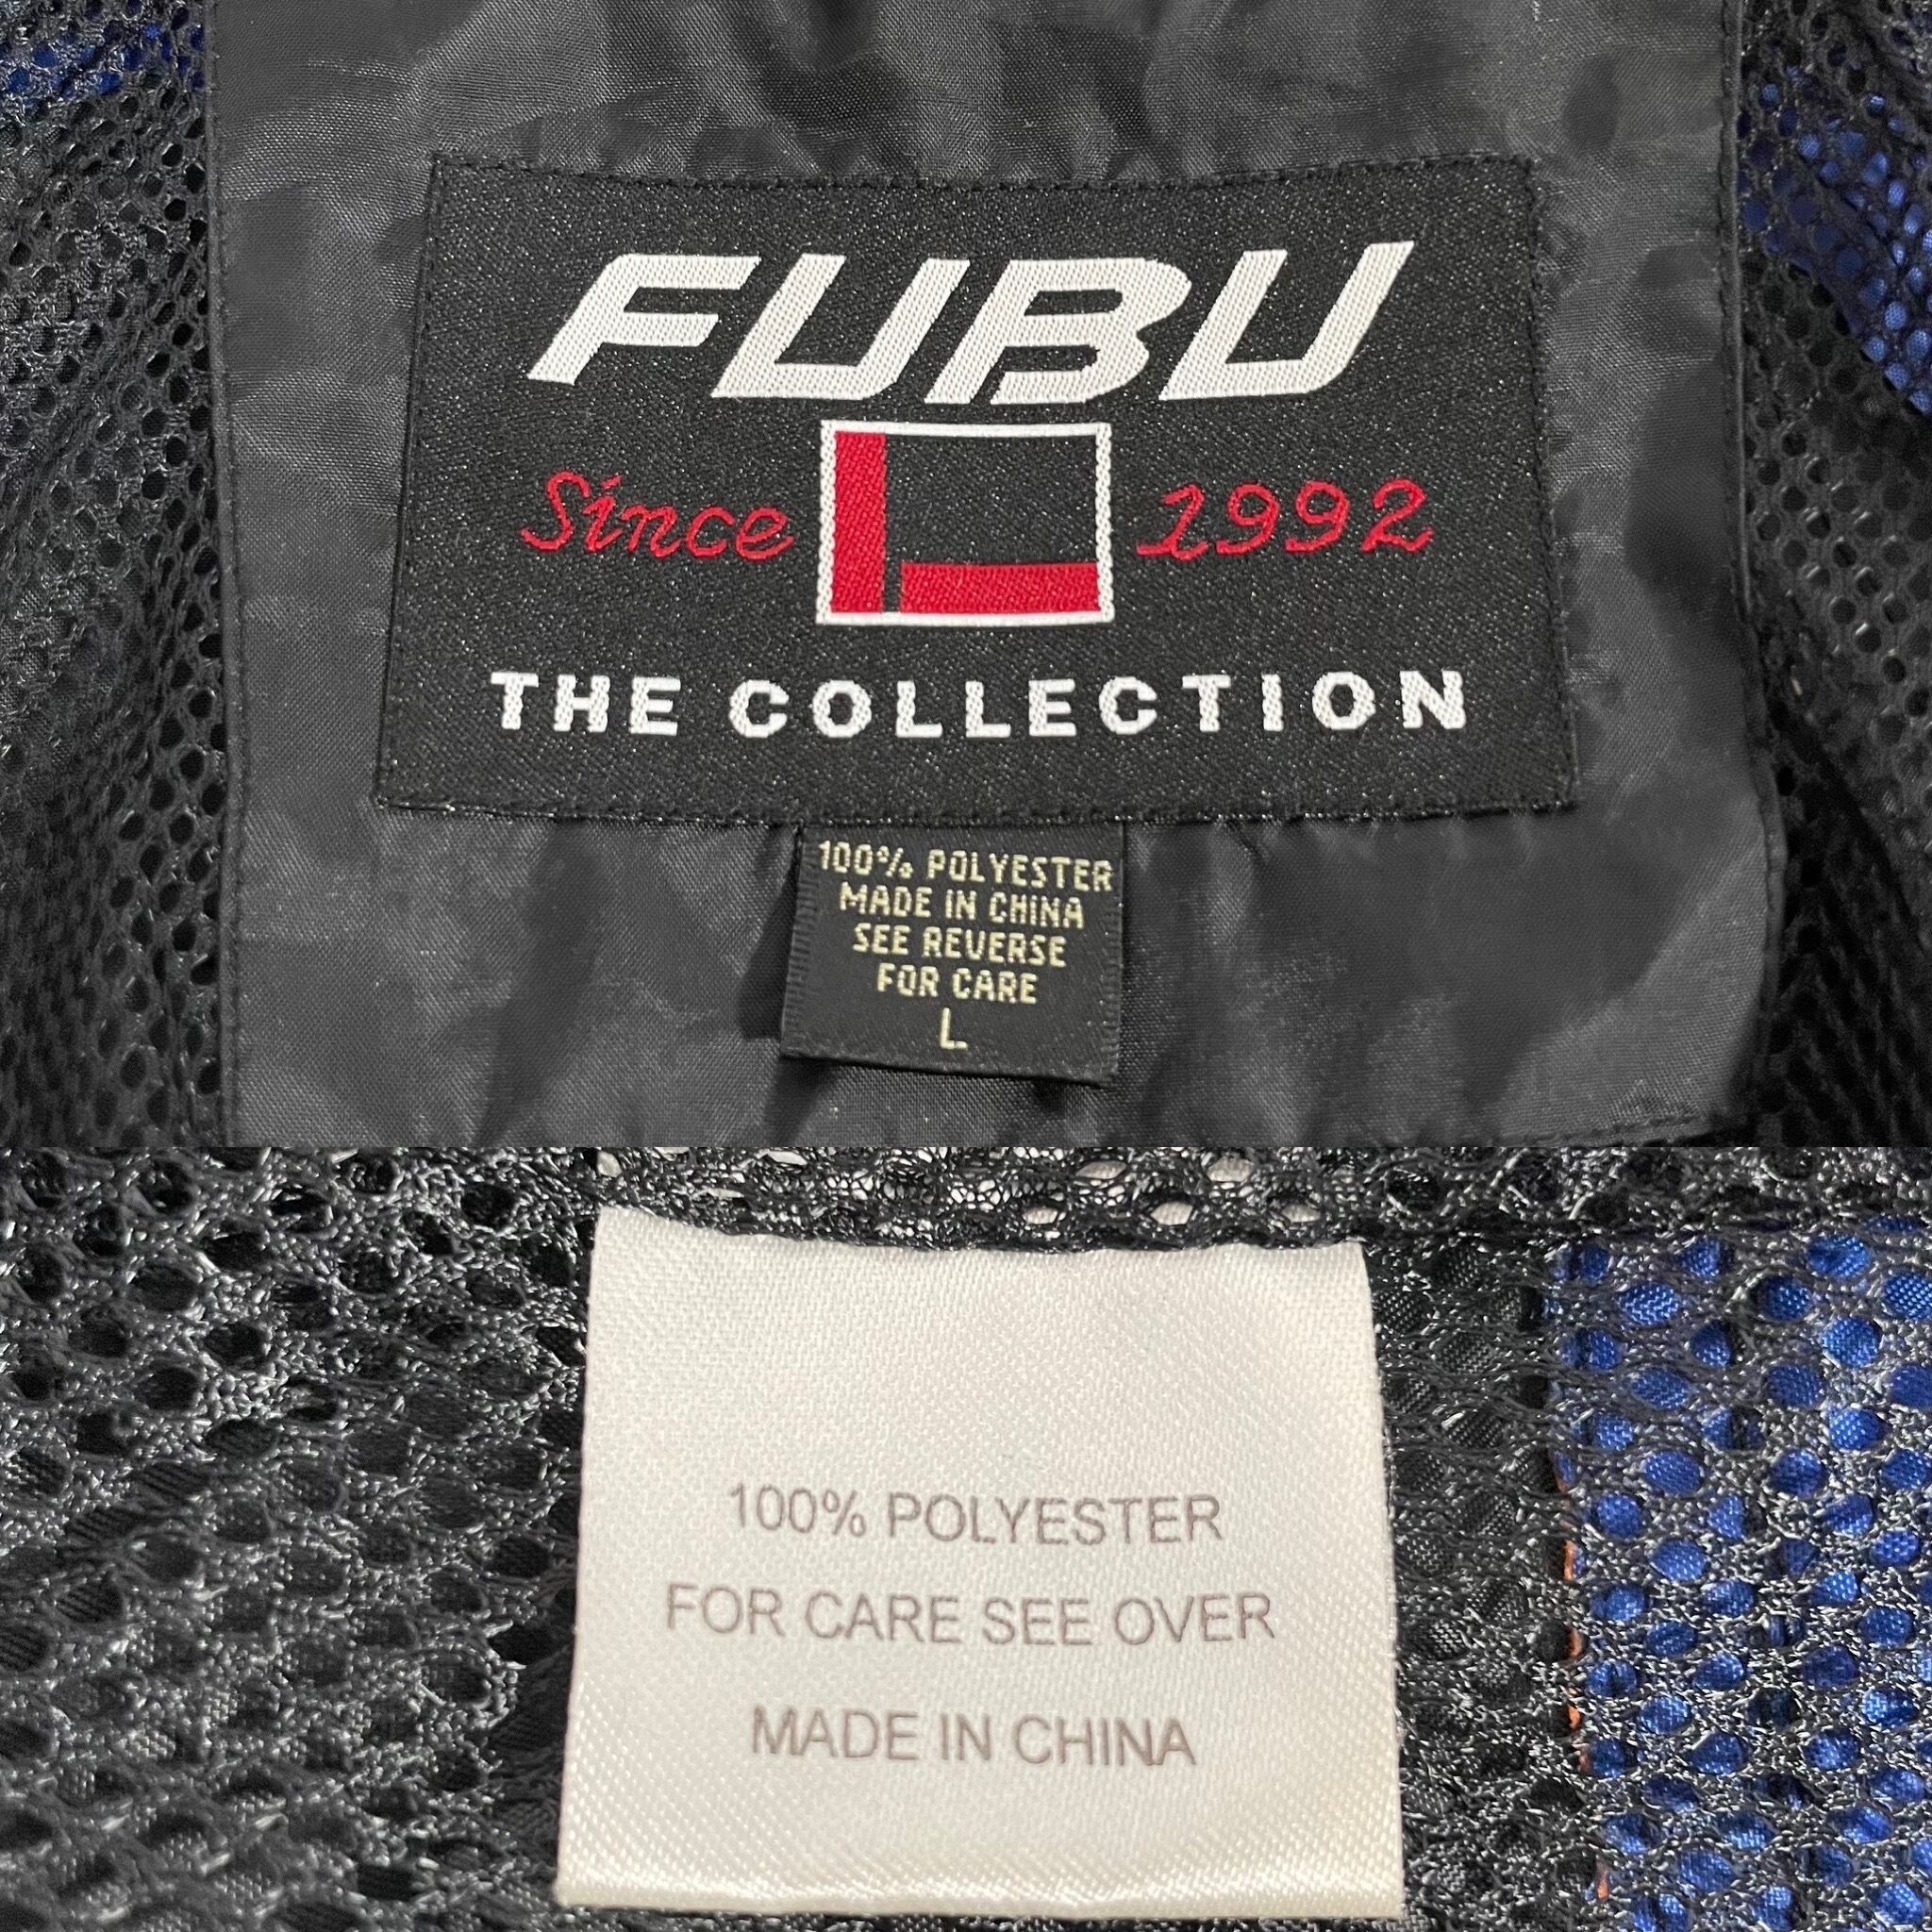 FUBU
Since 1992
THE COLLECTION
100% POLYESTER
MADE IN CHINA
SEE REVERSE
FOR CARE
L
100% POLYESTER
FOR CARE SEE OVER
MADE IN CHINA